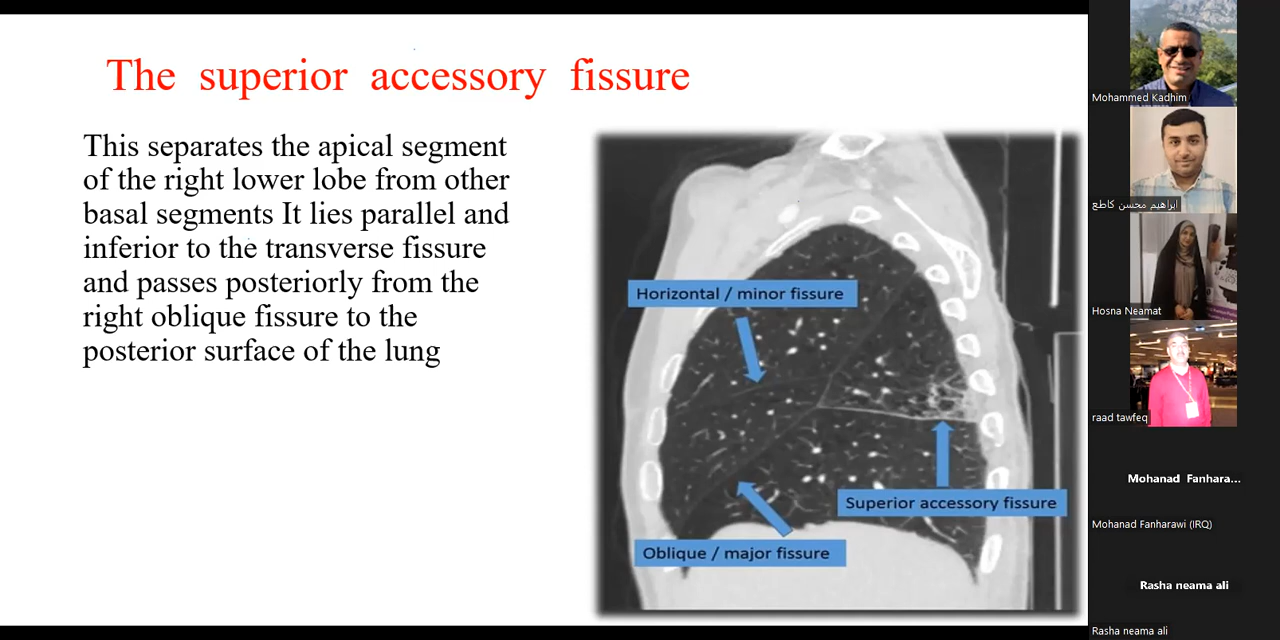 The superior accessory fissure
This separates the apical segment
of the right lower lobe from other
basal segments It lies parallel and
inferior to the transverse fissure
and passes posteriorly from the
right oblique fissure to the
posterior surface of the lung
Horizontal / minor fissure
Superior accessory fissure
Oblique / major fissure
Mohammed Kadhim
ابراهيم محسن كاطع
Hosna Neamat
raad tawfeq
Mohanad Fanhara...
Mohanad Fanharawi (IRQ)
Rasha neama ali
Rasha neama ali